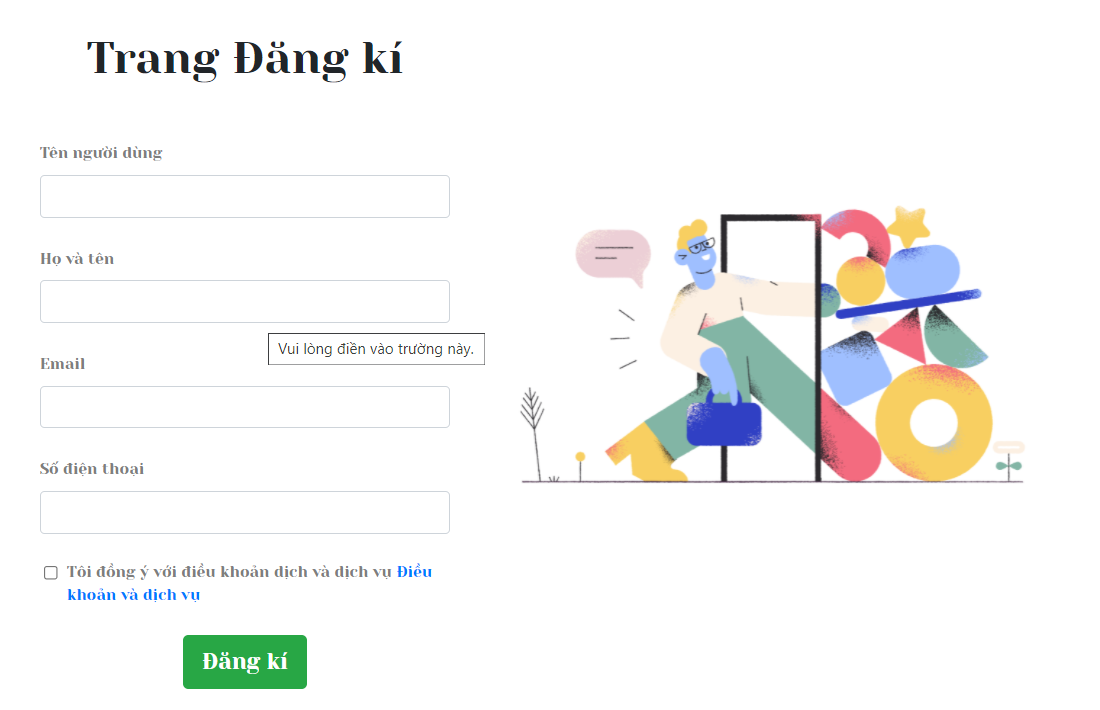 Trang Đăng kí
Tên người dùng
Họ và tên
Vui lòng điền vào trường này.
Email
Số điện thoại
Tôi đồng ý với điều khoản dịch và dịch vụ Điều
khoản và dịch vụ
Đăng kí